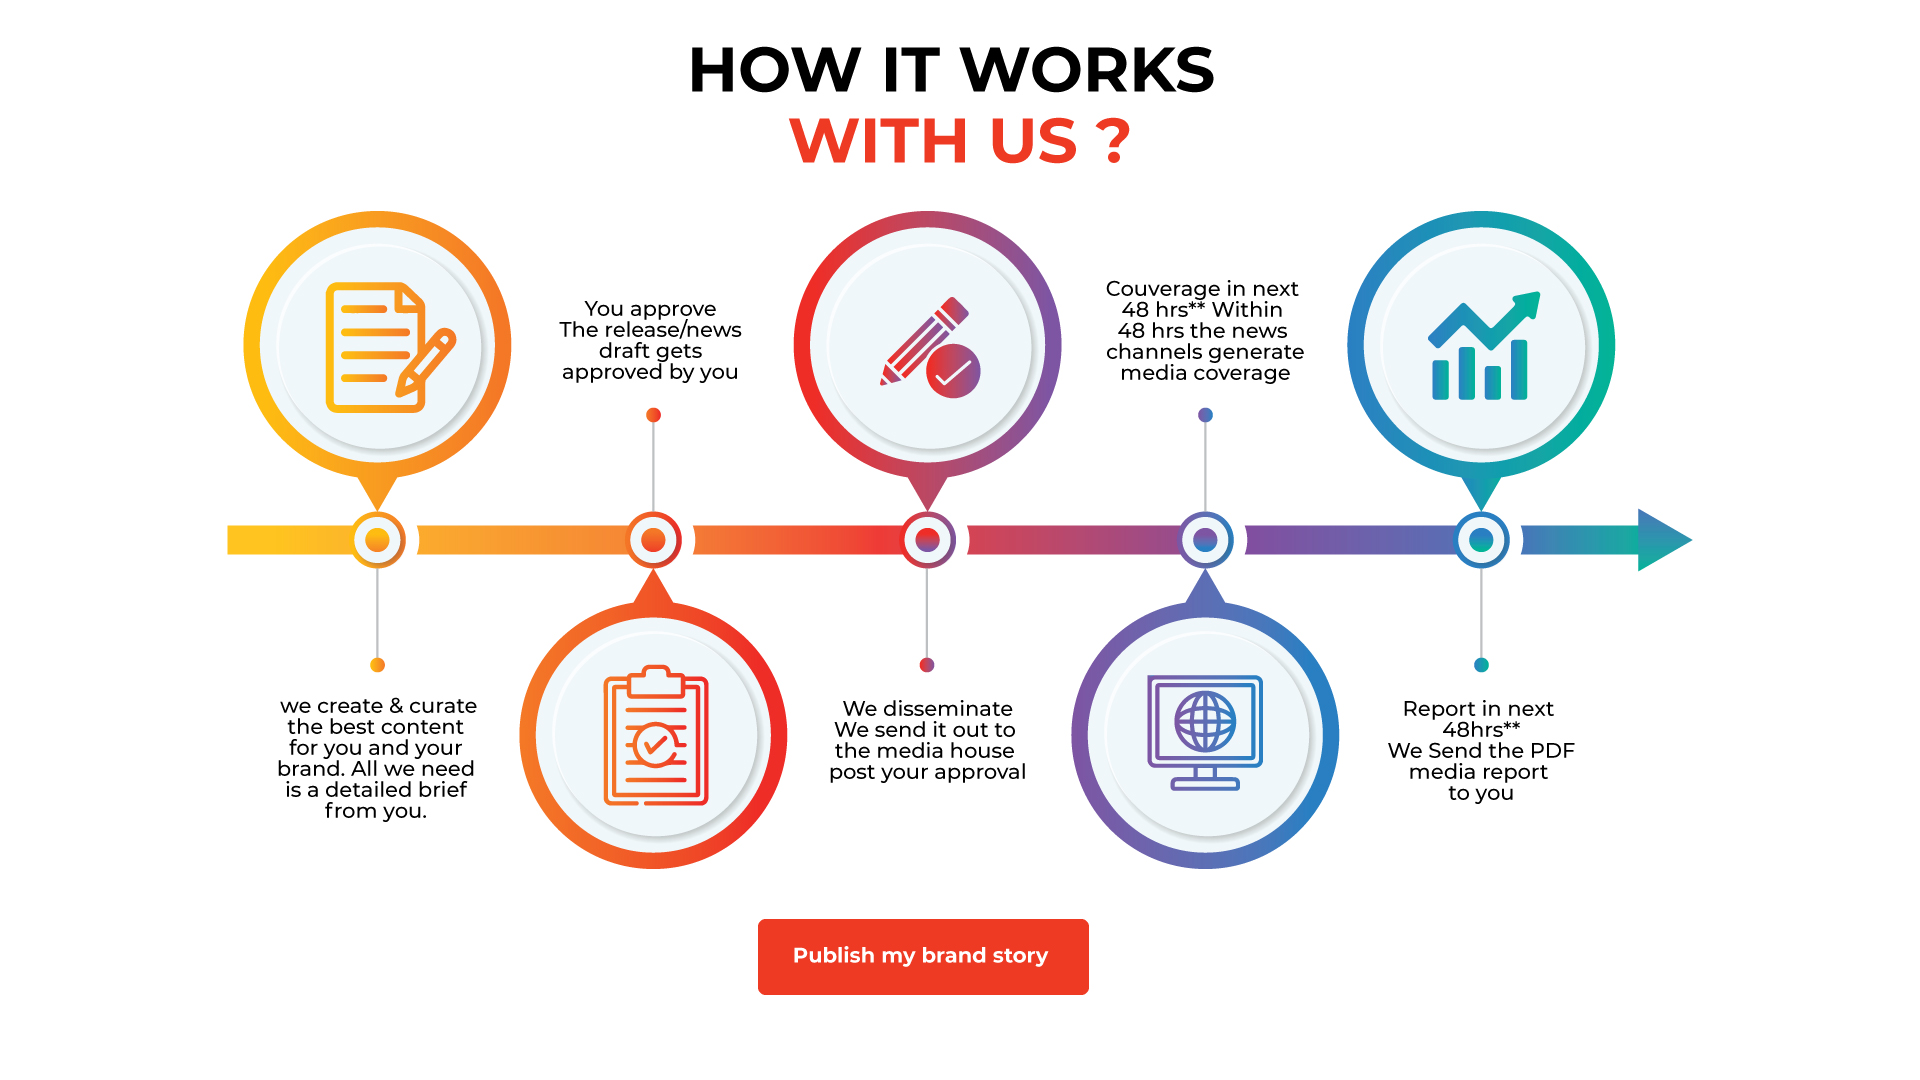 HOW IT WORKS
WITH US ?
we create & curate
the best content
for you and your
brand. All we need
is a detailed brief
from you.
You approve
The release/news
draft gets
approved by you
We disseminate
We send it out to
the media house
post your approval
Couverage in next
48 hrs** Within
48 hrs the news
channels generate
media coverage
Report in next
48hrs**
We Send the PDF
media report
to you
Publish my brand story